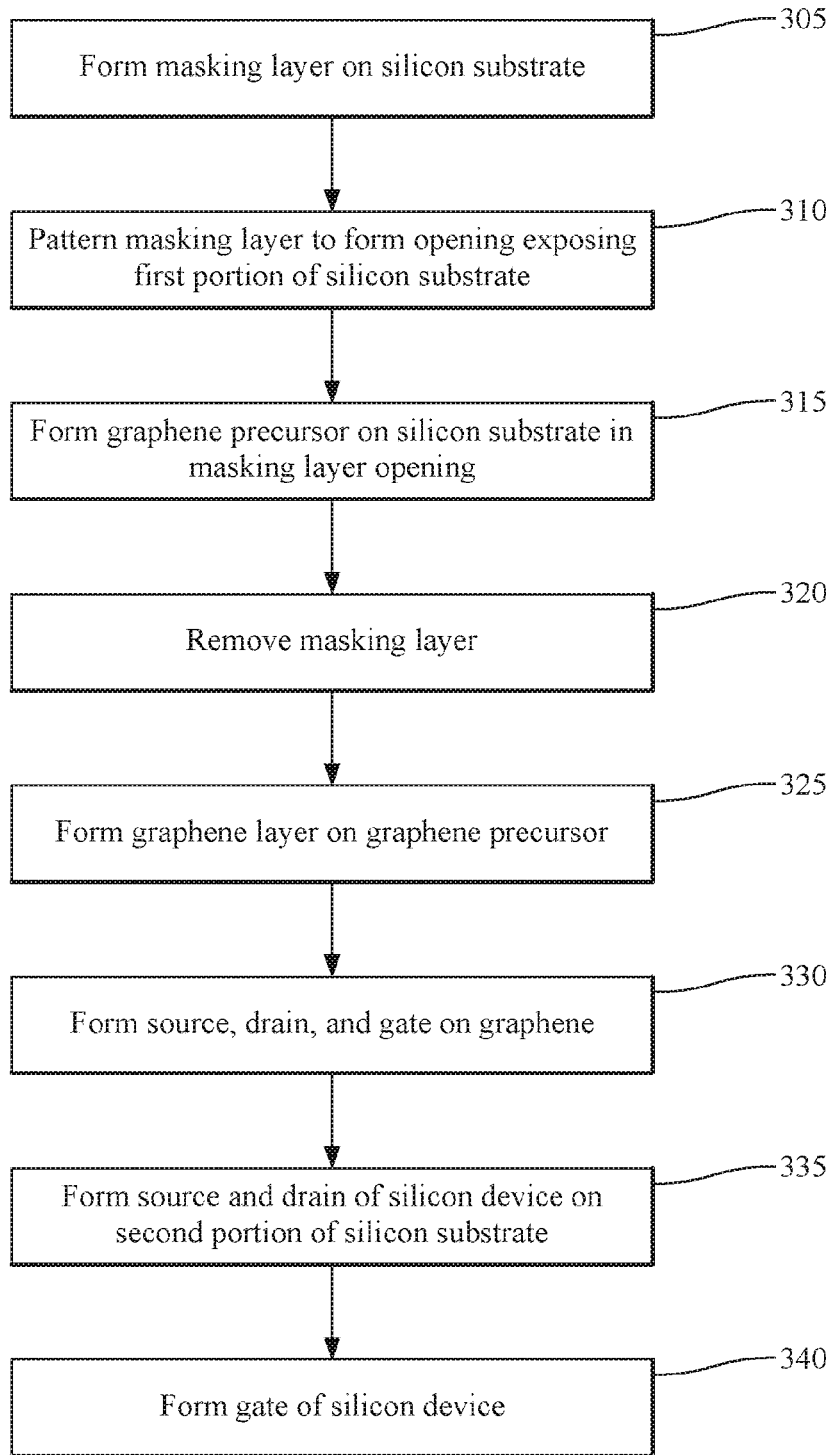 305
Form masking layer on silicon substrate
310
Pattern masking layer to form opening exposing
first portion of silicon substrate
315
Form graphene precursor on silicon substrate in
masking layer opening
320
Remove masking layer
325
Form graphene layer on graphene precursor
330
Form source, drain, and gate on graphene
335
Form source and drain of silicon device on
second portion of silicon substrate
340
Form gate of silicon device